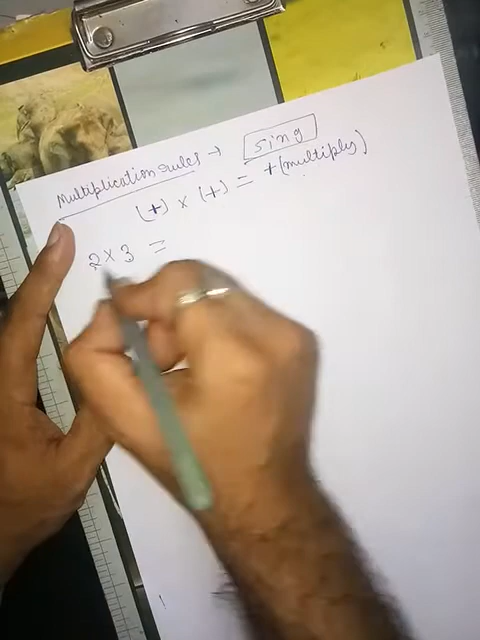 Multiplication rules → sing
(+) × (+) = + (multiply)
2 × 3 =